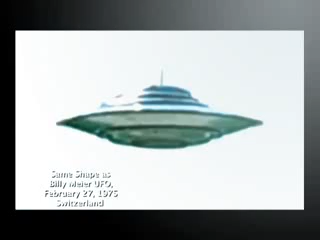 Same Shape as
Billy Meier UFO,
February 27, 1975
Switzerland